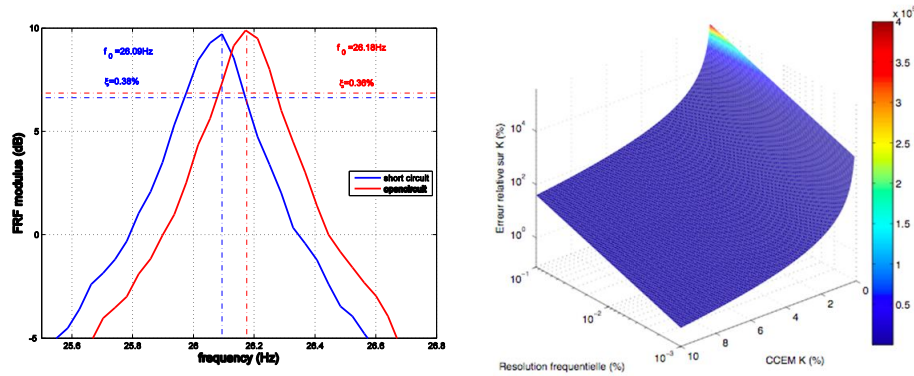 10
5
0
-5
FRF modulus (dB)
f 0 =26.09Hz
ξ=0.38%
f 0 =26.18Hz
ξ=0.36%
short circuit
opencircuit
25.6
25.8
26
26.2
26.4
26.6
26.8
frequency (Hz)
Erreur relative sur K (%)
10^4
10^2
10^0
10^-1
10^-2
10^-3
Resolution frequentielle (%)
10
8
6
4
2
0
CCEM K (%)
4
3.5
3
2.5
2
1.5
1
0.5